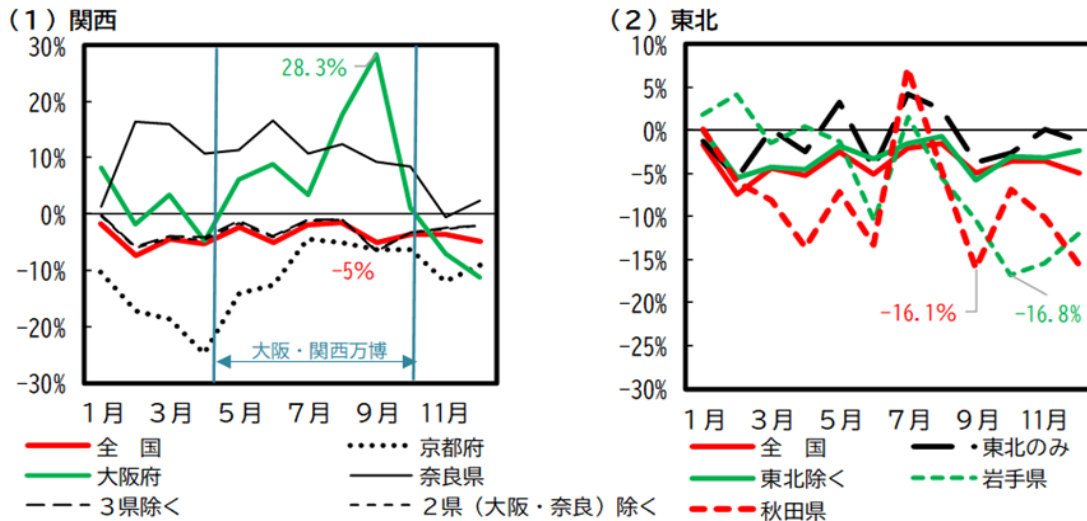 （１）関西
30%
20%
10%
0%
-10%
-20%
-30%
28.3%
-5%
大阪・関西万博
１月 ３月 ５月 ７月 ９月 11月
全　国
京都府
大阪府
奈良県
３県除く
２県（大阪・奈良）除く
（２）東北
10%
5%
0%
-5%
-10%
-15%
-20%
-25%
-30%
-16.1%
-16.8%
１月 ３月 ５月 ７月 ９月 11月
全　国
・東北のみ
東北除く
岩手県
秋田県